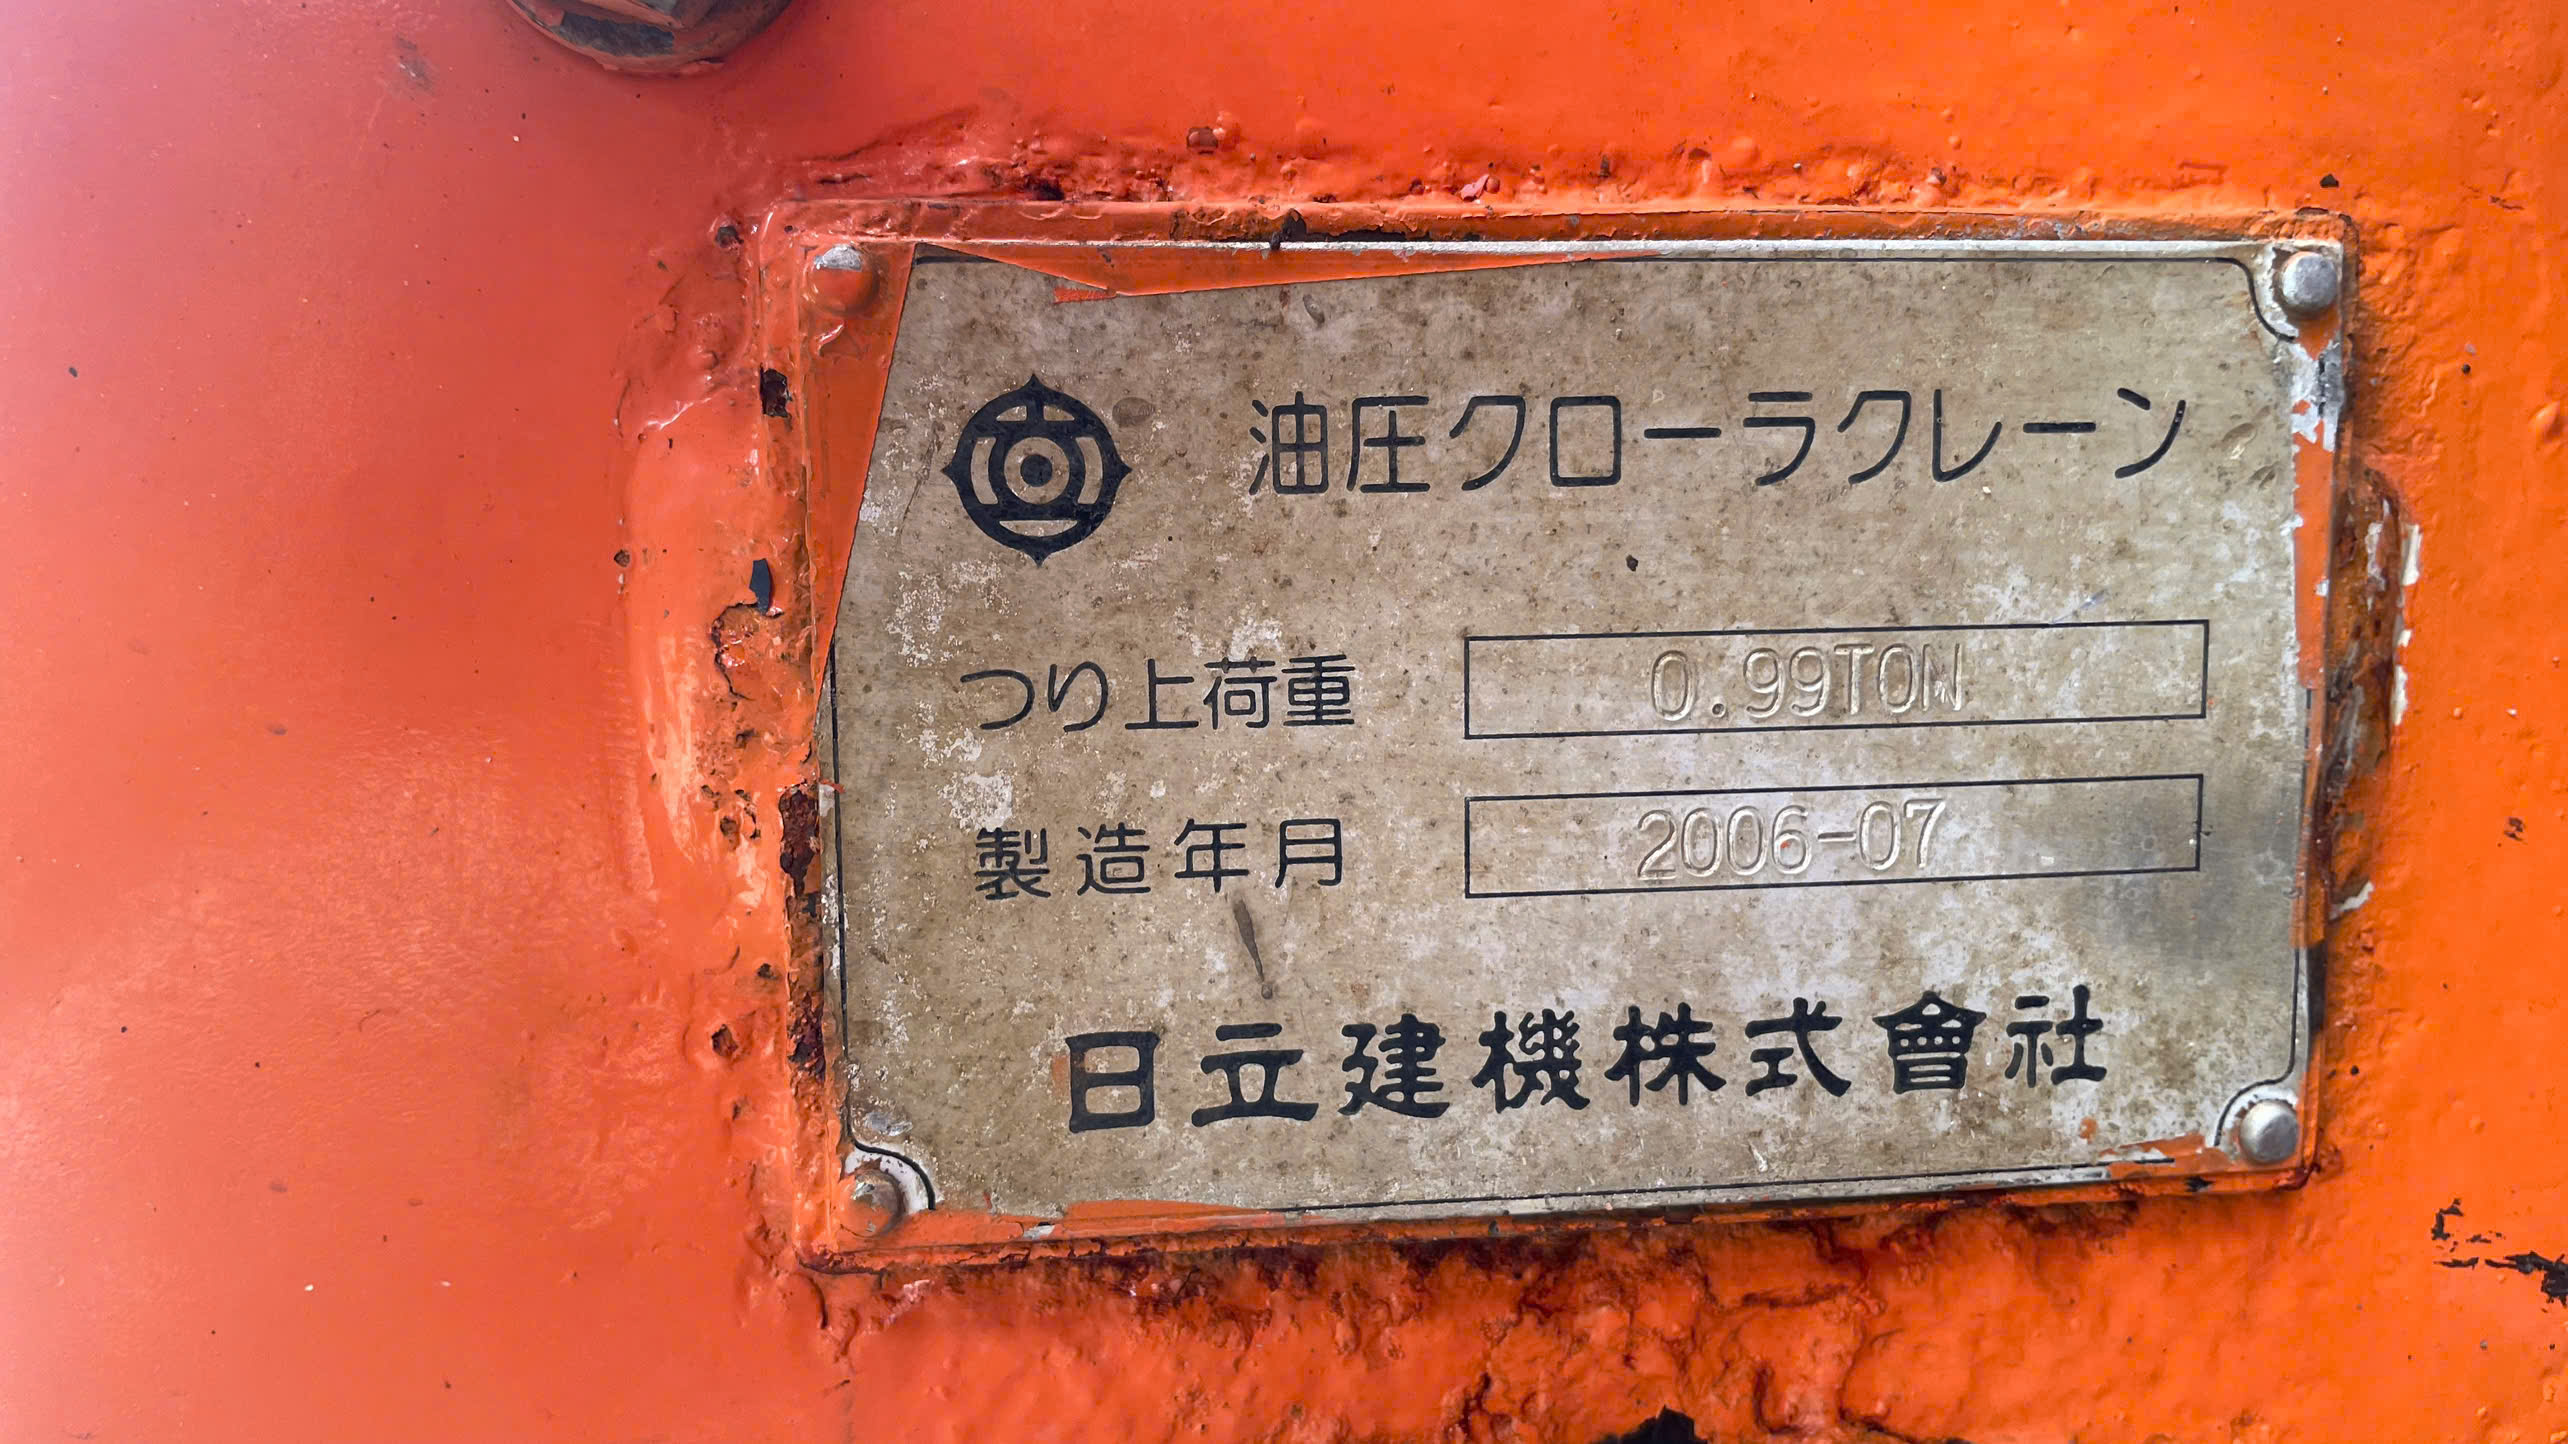 油圧クローラクレーン
つり上荷重 0.99TON
製造年月 2006-07
日立建機株式會社